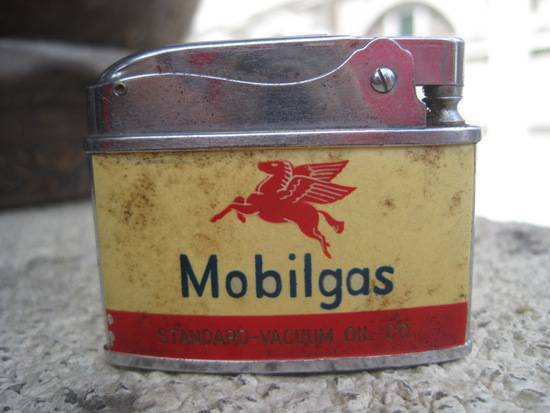 Mobilgas
STANDARD-VACUUM OIL CO.